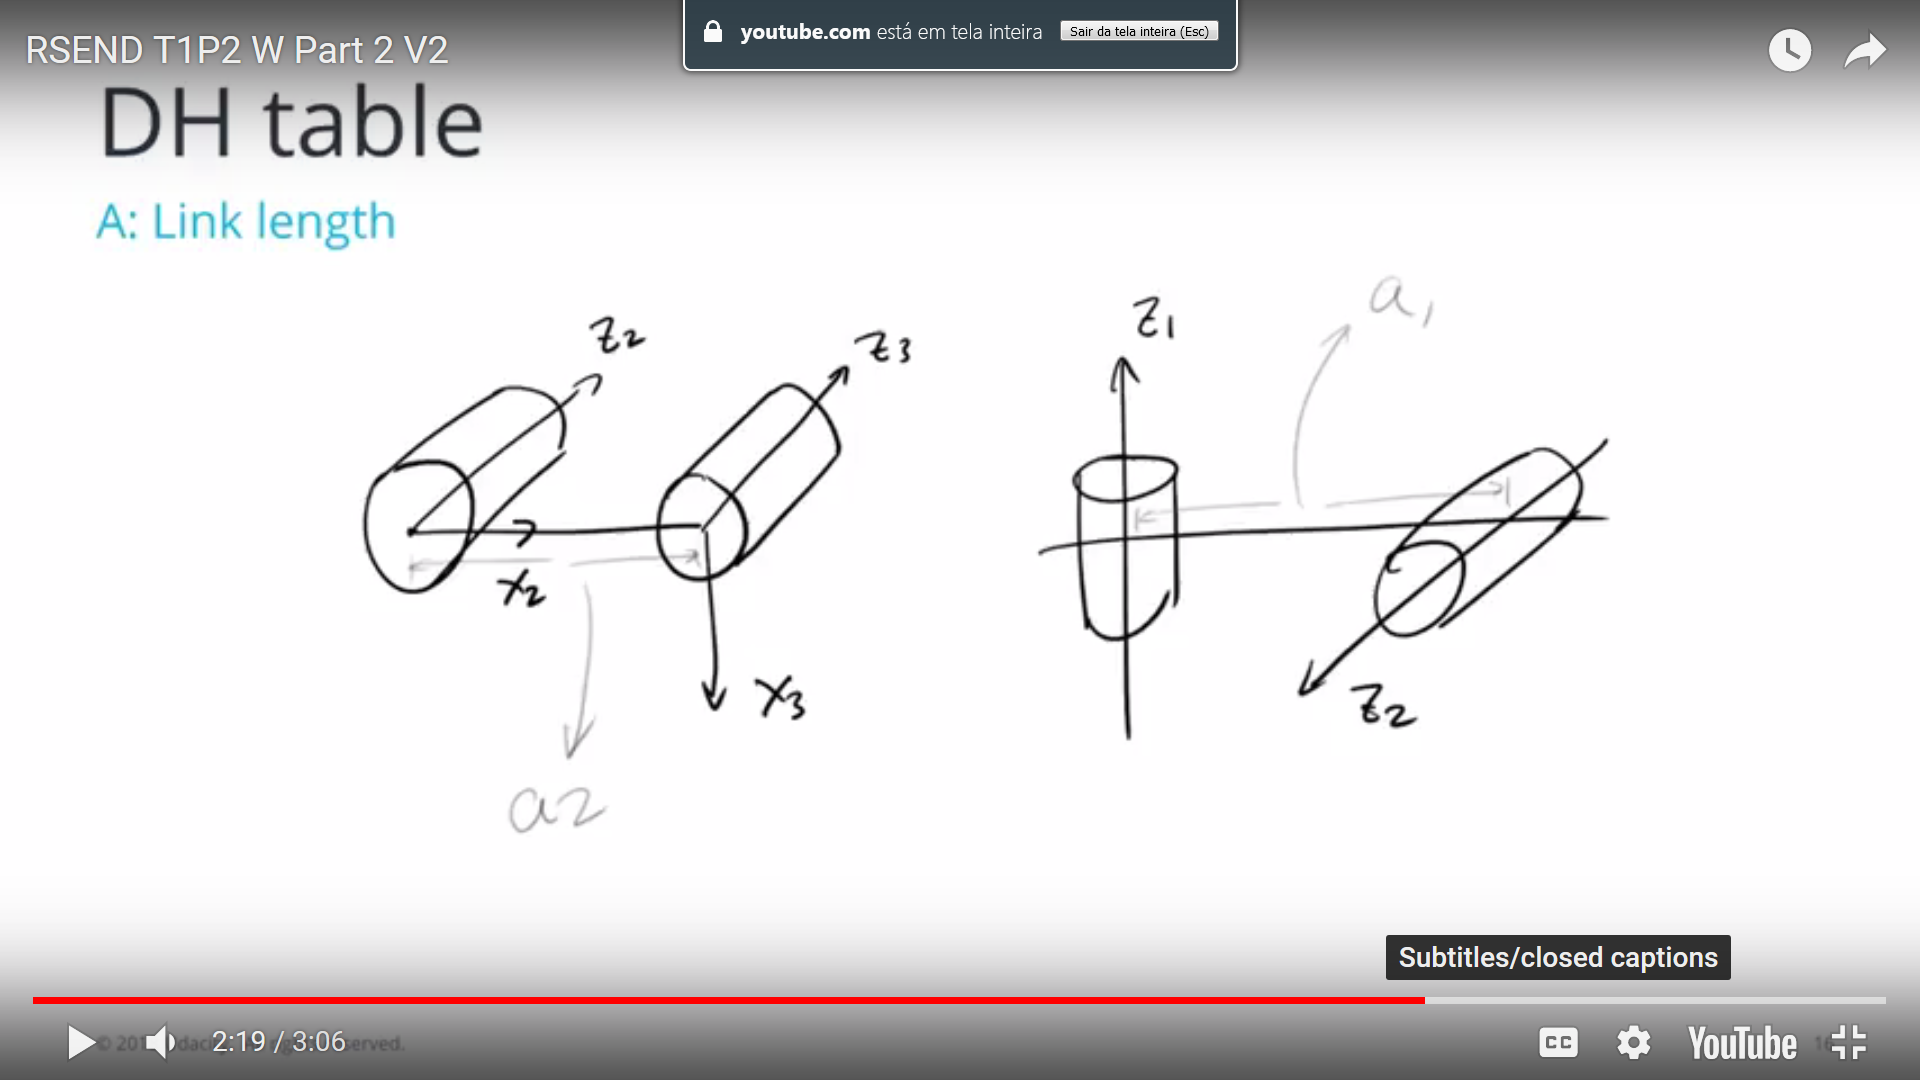 youtube.com está em tela inteira
Sair da tela inteira (Esc)
RSEND T1P2 W Part 2 V2
DH table
A: Link length
z2
z3
x2
x3
a2
z1
a1
z2
Subtitles/closed captions
2:19 / 3:06
CC
YouTube